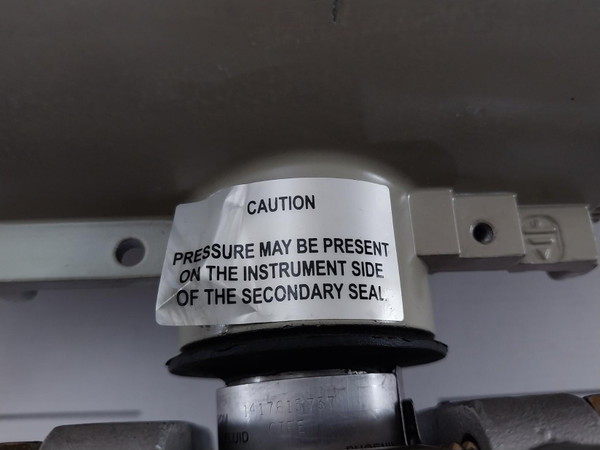 CAUTION
PRESSURE MAY BE PRESENT
ON THE INSTRUMENT SIDE
OF THE SECONDARY SEAL.